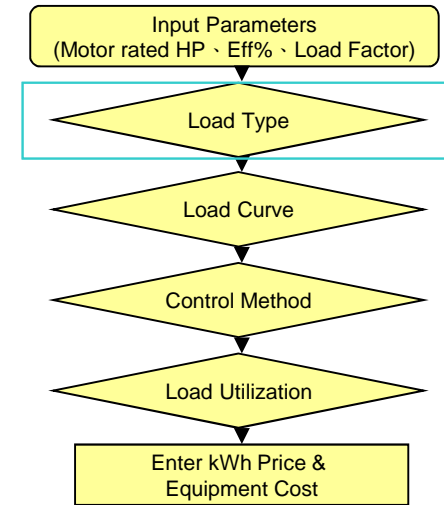 Input Parameters
(Motor rated HP、Eff%、Load Factor)
Load Type
Load Curve
Control Method
Load Utilization
Enter kWh Price &
Equipment Cost